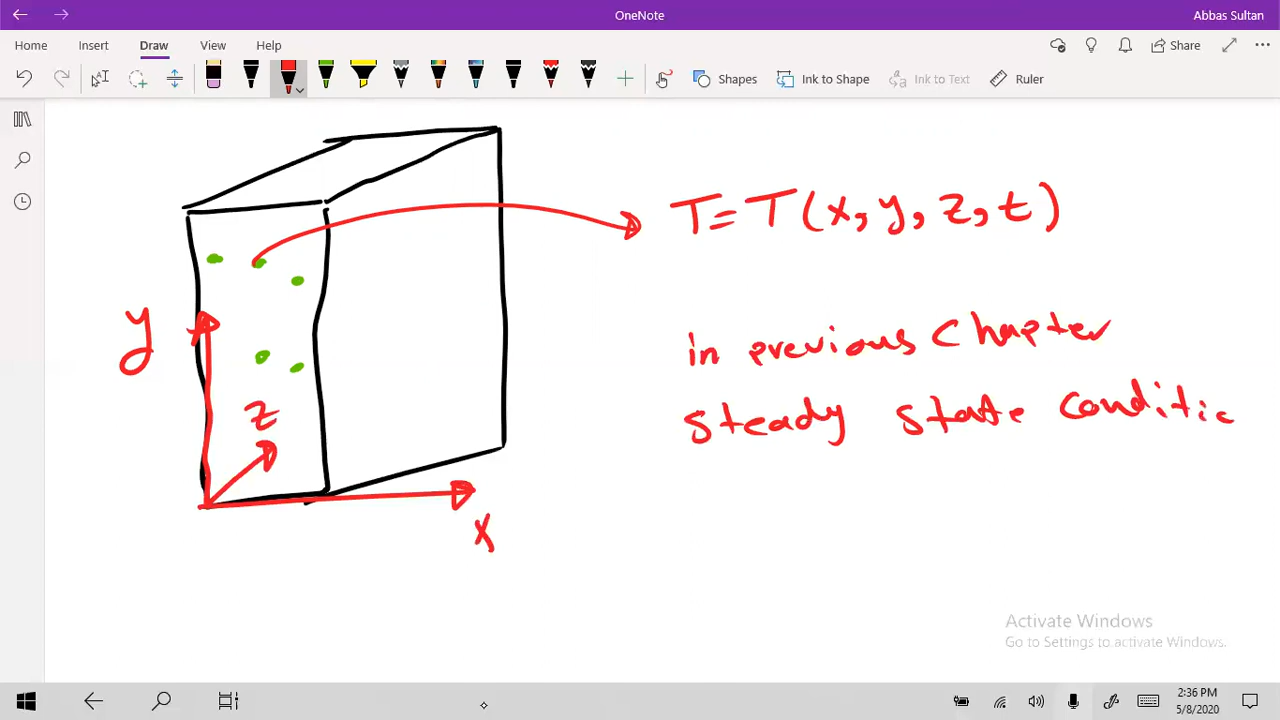 OneNote
Abbas Sultan
Home Insert Draw View Help
Share
Shapes
Ink to Shape
Ink to Text
Ruler
T=T(x,y,z,t)
in previous Chapter
steady state conditic
y
z
x
Activate Windows
Go to Settings to activate Windows.
2:36 PM
5/8/2020